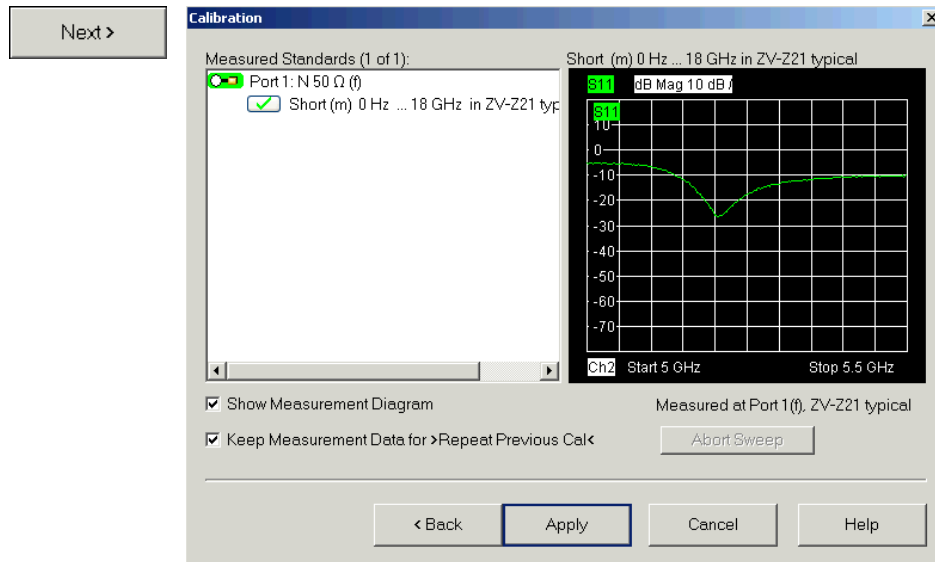 Next >
Calibration
Measured Standards (1 of 1):
Port 1: N 50 Ω (f)
Short (m) 0 Hz ... 18 GHz in ZV-Z21 typ
Short (m) 0 Hz ... 18 GHz in ZV-Z21 typical
S11 dB Mag 10 dB /
S11
10
0
-10
-20
-30
-40
-50
-60
-70
Ch2 Start 5 GHz Stop 5.5 GHz
Show Measurement Diagram
Measured at Port 1(f), ZV-Z21 typical
Keep Measurement Data for >Repeat Previous Cal<
Abort Sweep
< Back
Apply
Cancel
Help